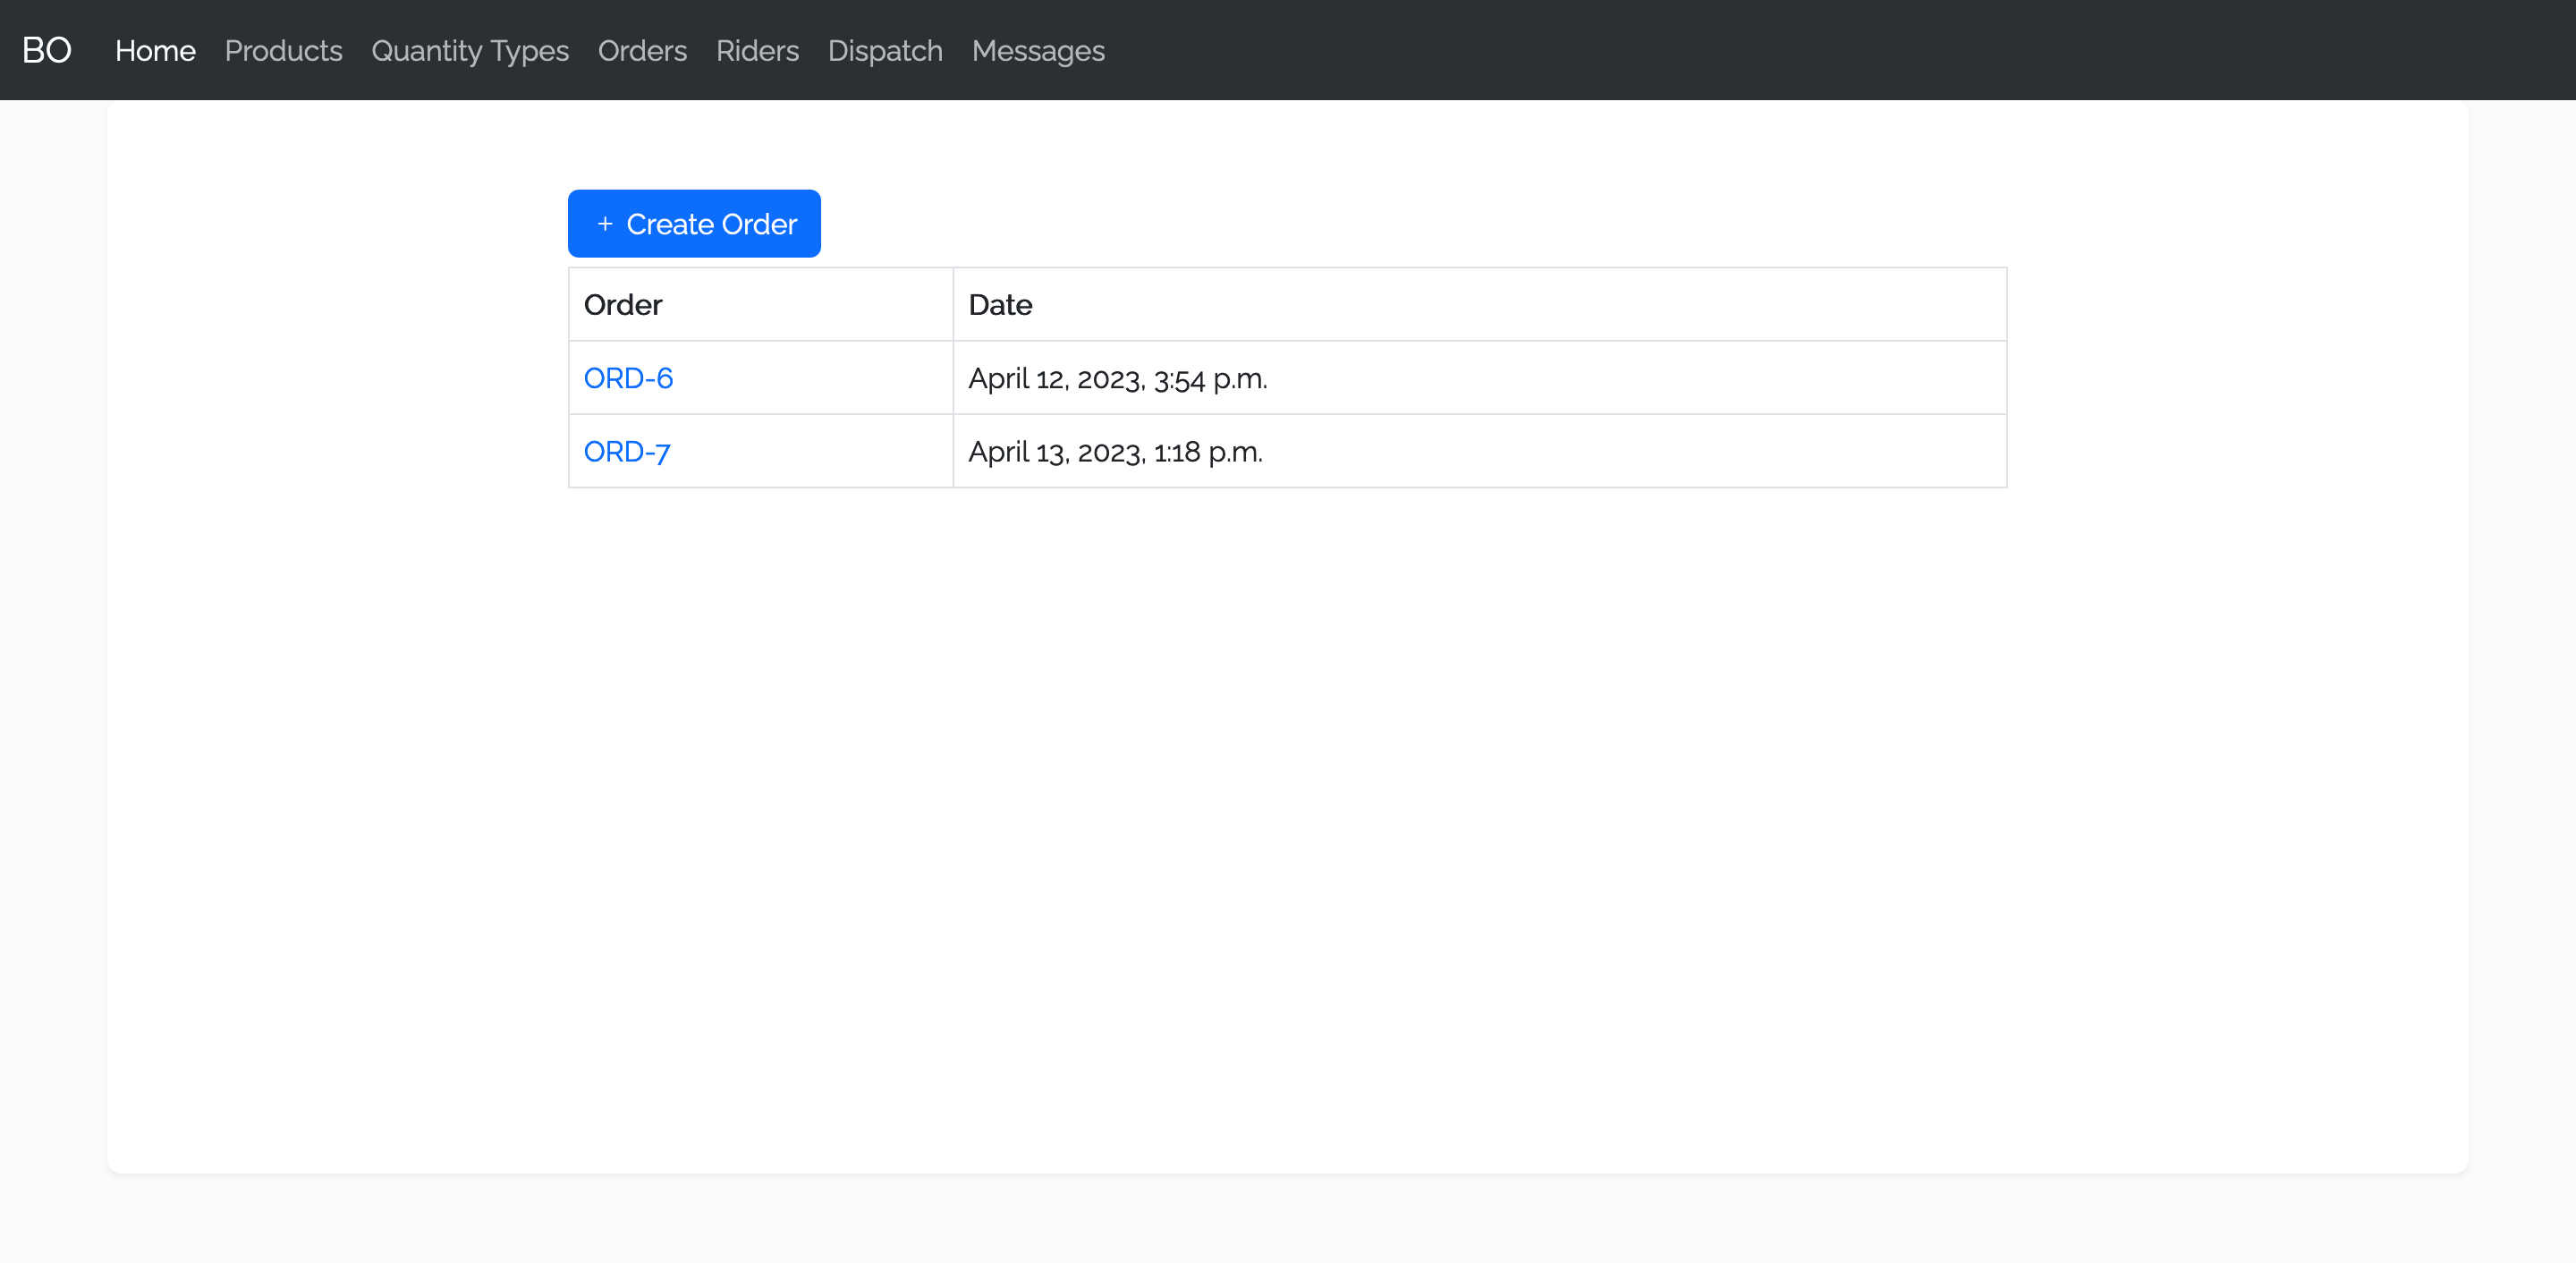 BO Home Products Quantity Types Orders Riders Dispatch Messages
+ Create Order
Order Date
ORD-6 April 12, 2023, 3:54 p.m.
ORD-7 April 13, 2023, 1:18 p.m.